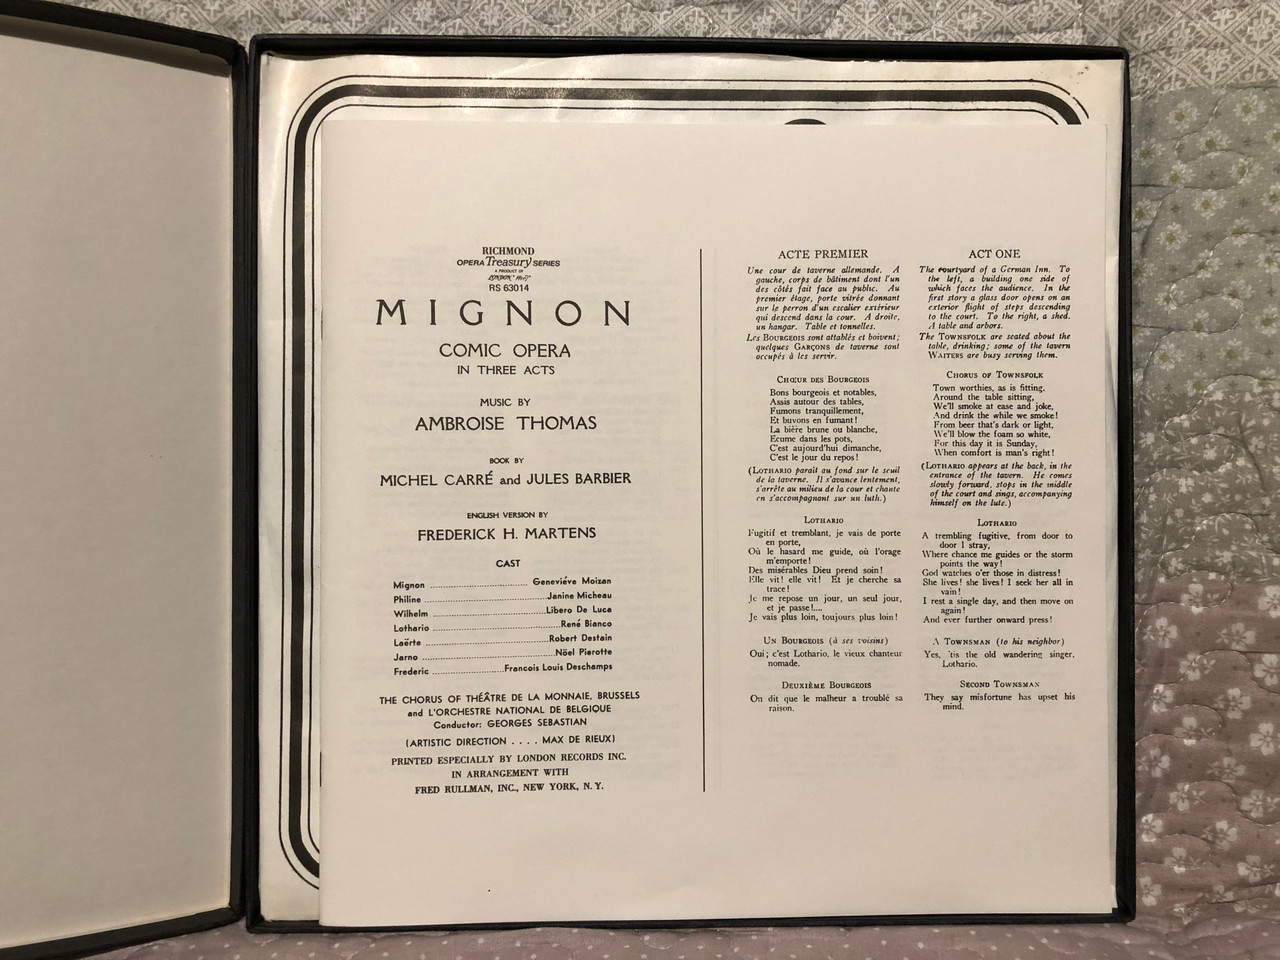 RICHMOND
OPERA Treasury SERIES
A PRODUCT OF
LONDON
RS 63014
MIGNON
COMIC OPERA
IN THREE ACTS
MUSIC BY
AMBROISE THOMAS
BOOK BY
MICHEL CARRÉ and JULES BARBIER
ENGLISH VERSION BY
FREDERICK H. MARTENS
CAST
Mignon ........ Geneviéve Moizan
Philine ........ Janine Micheau
Wilhelm ........ Libero De Luca
Lothario ........ René Bianco
Laërte ........ Robert Destain
Jarno ........ Nöel Pierotte
Frederic ........ Francois Louis Deschamps
THE CHORUS OF THÉÂTRE DE LA MONNAIE, BRUSSELS
and L'ORCHESTRE NATIONAL DE BELGIQUE
Conductor: GEORGES SEBASTIAN
(ARTISTIC DIRECTION . . . . MAX DE RIEUX)
PRINTED ESPECIALLY BY LONDON RECORDS INC.
IN ARRANGEMENT WITH
FRED RULLMAN, INC., NEW YORK, N. Y.
ACTE PREMIER
Une cour de taverne allemande. A
gauche, corps de bâtiment dont l'un
des côtés fait face au public. Au
premier étage, porte vitrée donnant
sur le perron d'un escalier extérieur
qui descend dans la cour. A droite,
un hangar. Table et tonnelles.
Les BOURGEOIS sont attablés et boivent;
quelques GARÇONS de taverne sont
occupés à les servir.
CHŒUR DES BOURGEOIS
Bons bourgeois et notables,
Assis autour des tables,
Fumons tranquillement,
Et buvons en fumant!
La bière brune ou blanche,
Ecume dans les pots,
C'est aujourd'hui dimanche,
C'est le jour du repos!
(LOTHARIO paraît au fond sur le seuil
de la taverne. Il s'avance lentement,
s'arrête au milieu de la cour et chante
en s'accompagnant sur un luth.)
LOTHARIO
Fugitif et tremblant, je vais de porte
en porte,
Où le hasard me guide, où l'orage
m'emporte!
Des misérables Dieu prend soin!
Elle vit! elle vit! Et je cherche sa
trace!
Je me repose un jour, un seul jour,
et je passe!....
Je vais plus loin, toujours plus loin!
UN BOURGEOIS (à ses voisins)
Oui; c'est Lothario, le vieux chanteur
nomade.
DEUXIÈME BOURGEOIS
On dit que le malheur a troublé sa
raison.
ACT ONE
The courtyard of a German Inn. To
the left, a building one side of
which faces the audience. In the
first story a glass door opens on an
exterior flight of steps descending
to the court. To the right, a shed.
A table and arbors.
The TOWNSFOLK are seated about the
table, drinking; some of the tavern
WAITERS are busy serving them.
CHORUS OF TOWNSFOLK
Town worthies, as is fitting,
Around the table sitting,
We'll smoke at ease and joke,
And drink the while we smoke!
From beer that's dark or light,
We'll blow the foam so white,
For this day it is Sunday,
When comfort is man's right!
(LOTHARIO appears at the back, in the
entrance of the tavern. He comes
slowly forward, stops in the middle
of the court and sings, accompanying
himself on the lute.)
LOTHARIO
A trembling fugitive, from door to
door I stray,
Where chance me guides or the storm
points the way!
God watches o'er those in distress!
She lives! she lives! I seek her all in
vain!
I rest a single day, and then move on
again!
And ever further onward press!
A TOWNSMAN (to his neighbor)
Yes, 'tis the old wandering singer,
Lothario.
SECOND TOWNSMAN
They say misfortune has upset his
mind.